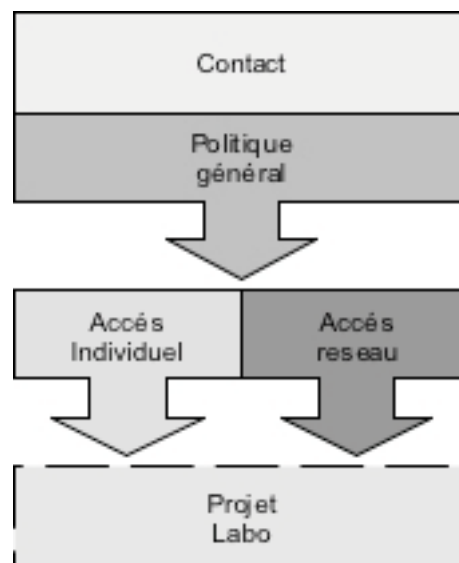 Contact
Politique
général
Accés
Individuel
Accés
reseau
Projet
Labo